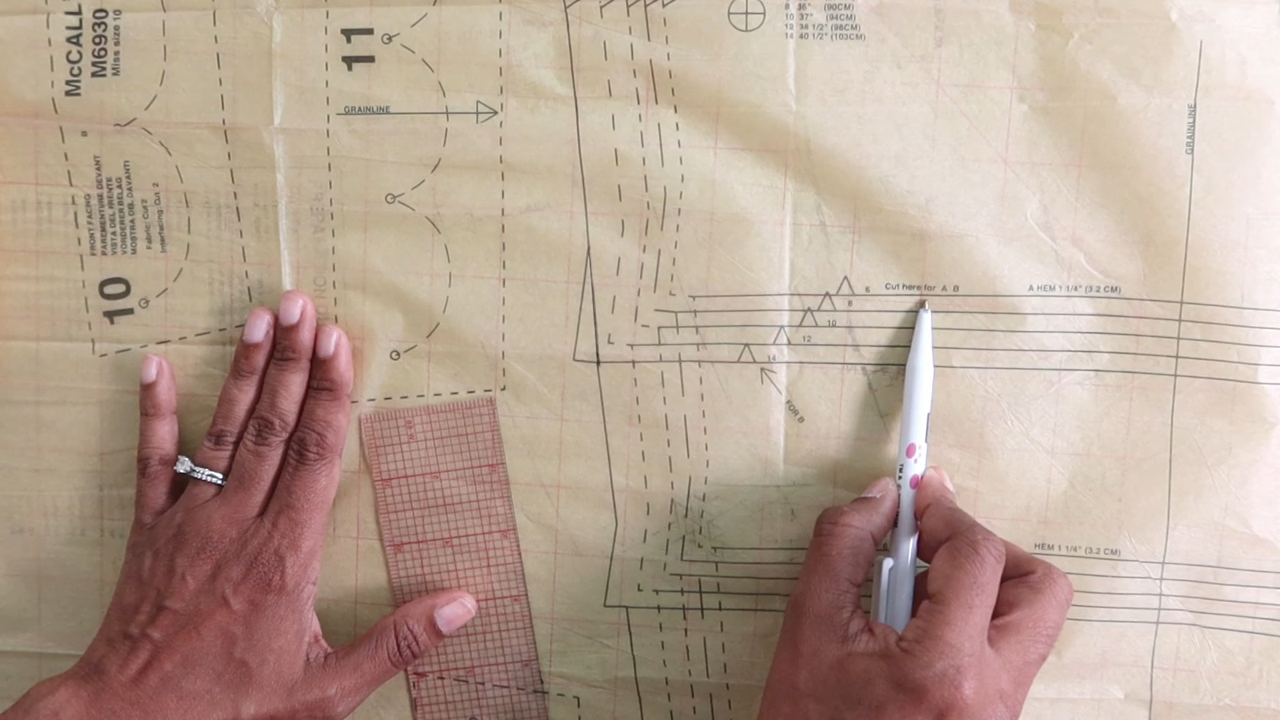 McCALL
M6930
Miss size 10
B
FRONT FACING
PAREMENTURE DEVANT
VISTA DEL FRENTE
VORDERER BELAG
MOSTRA DEL DAVANTI
Fabric: Cut 2
Interfacing: Cut 2
10
11
GRAINLINE
8 36" (90CM)
10 37" (94CM)
12 38 1/2" (98CM)
14 40 1/2" (103CM)
GRAINLINE
6
Cut here for A B
A HEM 1 1/4" (3.2 CM)
8
10
12
14
FOR B
HEM 1 1/4" (3.2 CM)